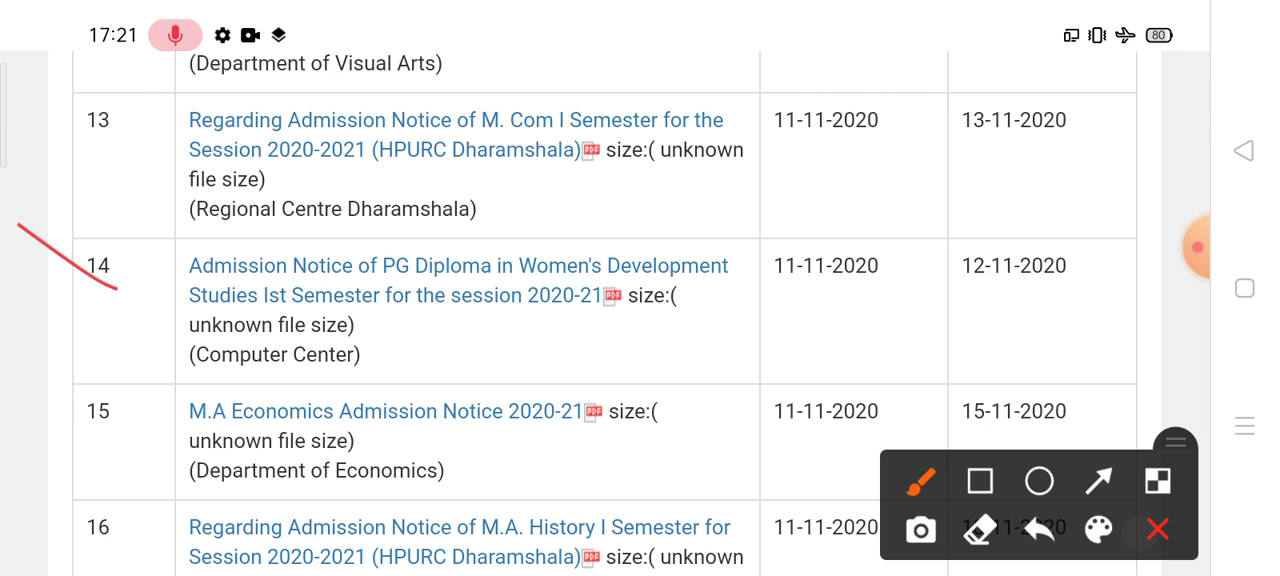 17:21
80
(Department of Visual Arts)
13
Regarding Admission Notice of M. Com I Semester for the
Session 2020-2021 (HPURC Dharamshala) PDF size:( unknown
file size)
(Regional Centre Dharamshala)
11-11-2020
13-11-2020
14
Admission Notice of PG Diploma in Women's Development
Studies Ist Semester for the session 2020-21 PDF size:(
unknown file size)
(Computer Center)
11-11-2020
12-11-2020
15
M.A Economics Admission Notice 2020-21 PDF size:(
unknown file size)
(Department of Economics)
11-11-2020
15-11-2020
16
Regarding Admission Notice of M.A. History I Semester for
Session 2020-2021 (HPURC Dharamshala) PDF size:( unknown
11-11-2020